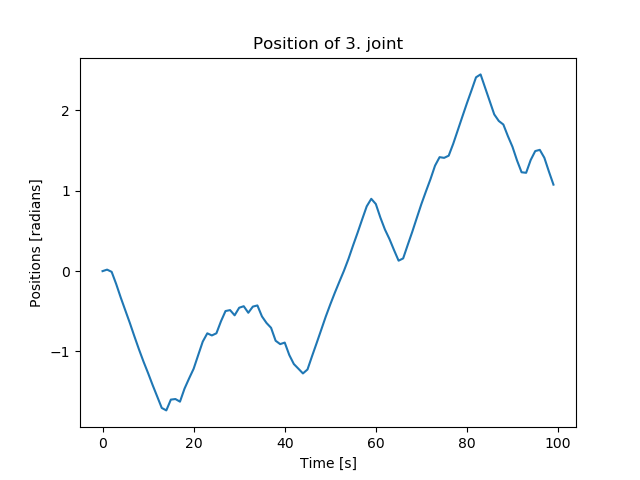 Position of 3. joint
2
1
0
−1
Positions [radians]
0 20 40 60 80 100
Time [s]